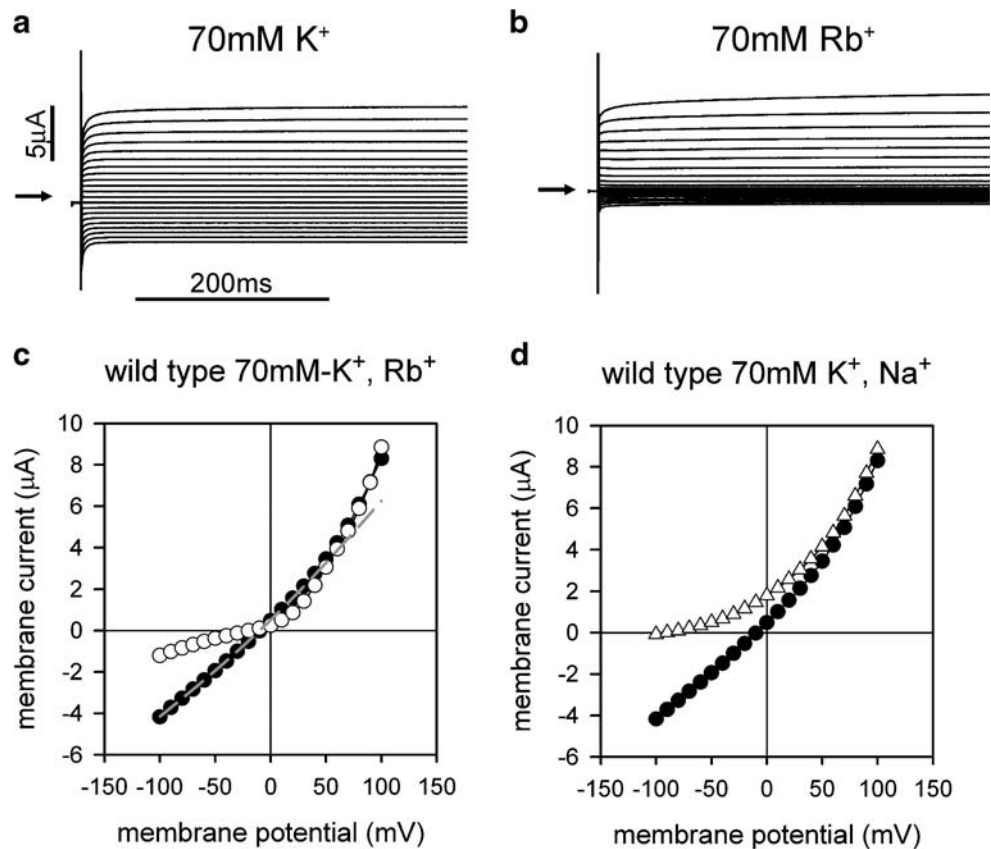 a
70mM K⁺
b
70mM Rb⁺
5µA
200ms
c
wild type 70mM-K⁺, Rb⁺
d
wild type 70mM K⁺, Na⁺
membrane current (µA)
10
8
6
4
2
0
-2
-4
-6
-150 -100 -50 0 50 100 150
membrane potential (mV)
membrane current (µA)
10
8
6
4
2
0
-2
-4
-6
-150 -100 -50 0 50 100 150
membrane potential (mV)